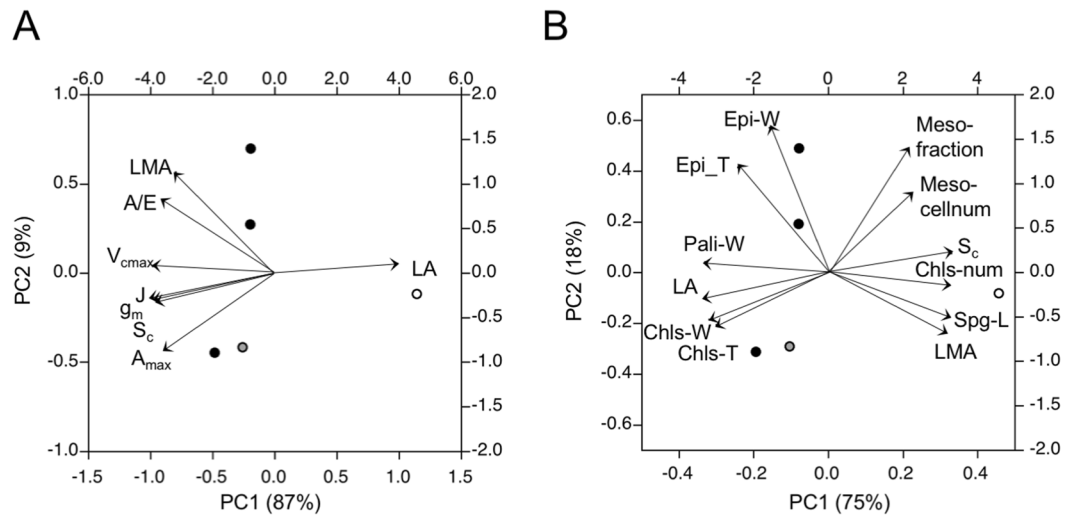 A
B
-6.0 -4.0 -2.0 0.0 2.0 4.0 6.0
-4 -2 0 2 4
1.0 2.0
0.6 2.0
1.5
1.5
0.5 1.0
0.4 1.0
0.5
0.2 0.5
0.0 0.0
0.0 0.0
-0.5
-0.2 -0.5
-0.5 -1.0
-0.4 -1.0
-1.5
-0.6 -1.5
-1.0 -2.0
-2.0
-1.5 -1.0 -0.5 0.0 0.5 1.0 1.5
-0.4 -0.2 0.0 0.2 0.4
PC1 (87%)
PC1 (75%)
PC2 (9%)
PC2 (18%)
LMA
A/E
Vcmax
J
gm
Sc
Amax
LA
Epi-W
Epi_T
Pali-W
LA
Chls-W
Chls-T
Meso-
fraction
Meso-
cellnum
Sc
Chls-num
Spg-L
LMA